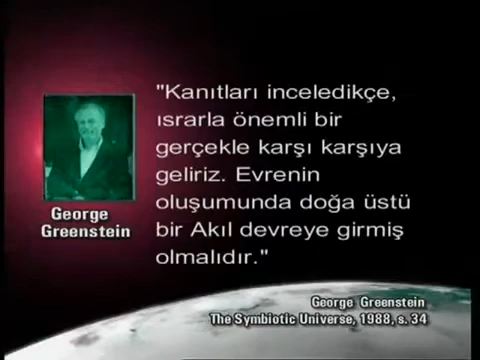 "Kanıtları inceledikçe,
ısrarla önemli bir
gerçekle karşı karşıya
geliriz. Evrenin
oluşumunda doğa üstü
bir Akıl devreye girmiş
olmalıdır."
George
Greenstein
George Greenstein
The Symbiotic Universe, 1988, s. 34